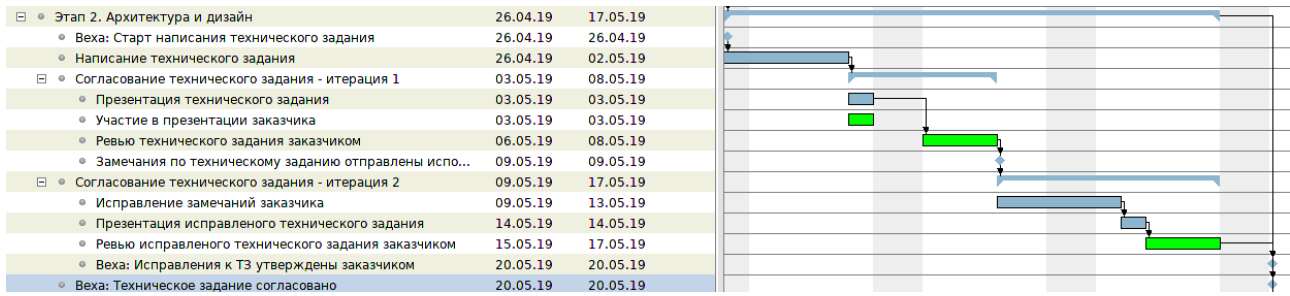 Этап 2. Архитектура и дизайн 26.04.19 17.05.19
Веха: Старт написания технического задания 26.04.19 26.04.19
Написание технического задания 26.04.19 02.05.19
Согласование технического задания - итерация 1 03.05.19 08.05.19
Презентация технического задания 03.05.19 03.05.19
Участие в презентации заказчика 03.05.19 03.05.19
Ревью технического задания заказчиком 06.05.19 08.05.19
Замечания по техническому заданию отправлены испо... 09.05.19 09.05.19
Согласование технического задания - итерация 2 09.05.19 17.05.19
Исправление замечаний заказчика 09.05.19 13.05.19
Презентация исправленого технического задания 14.05.19 14.05.19
Ревью исправленого технического задания заказчиком 15.05.19 17.05.19
Веха: Исправления к ТЗ утверждены заказчиком 20.05.19 20.05.19
Веха: Техническое задание согласовано 20.05.19 20.05.19